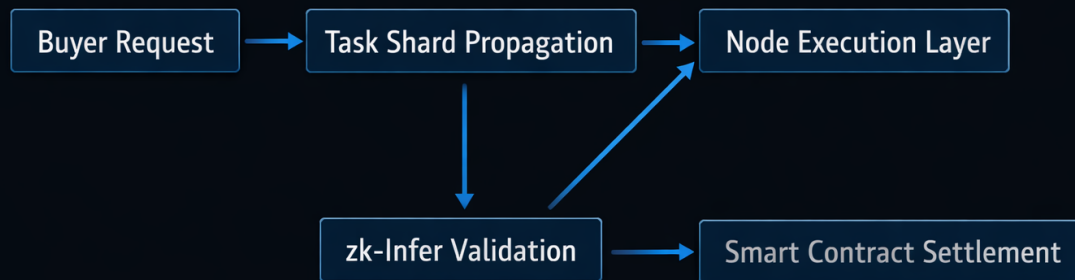 Buyer Request
Task Shard Propagation
Node Execution Layer
zk-Infer Validation
Smart Contract Settlement